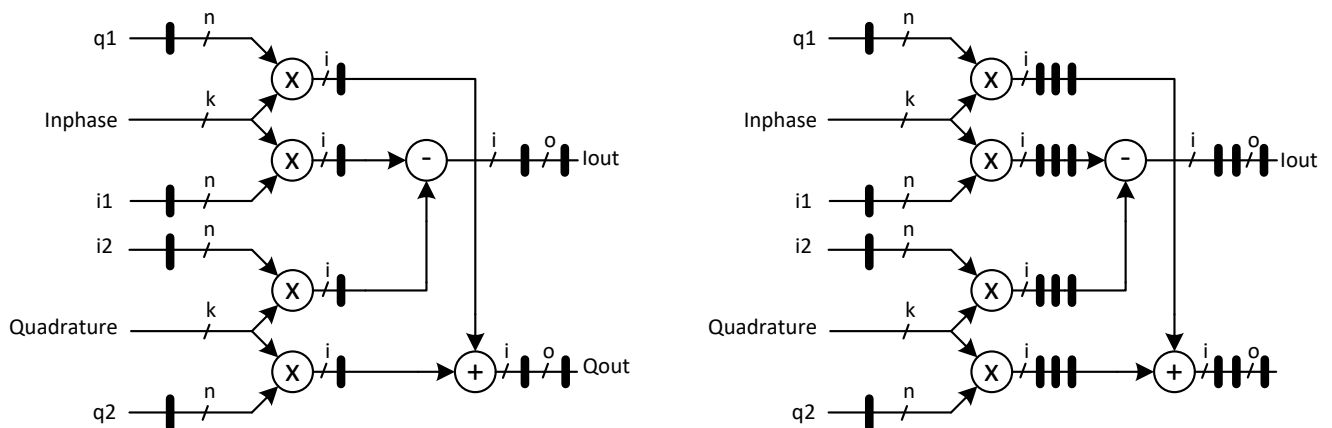 q1
n
X
i
Inphase
k
X
i
-
i
o
Iout
i1
n
i2
n
X
i
Quadrature
k
X
i
+
i
o
Qout
q2
n
q1
n
X
i
Inphase
k
X
i
-
i
o
Iout
i1
n
i2
n
X
i
Quadrature
k
X
i
+
i
o
q2
n